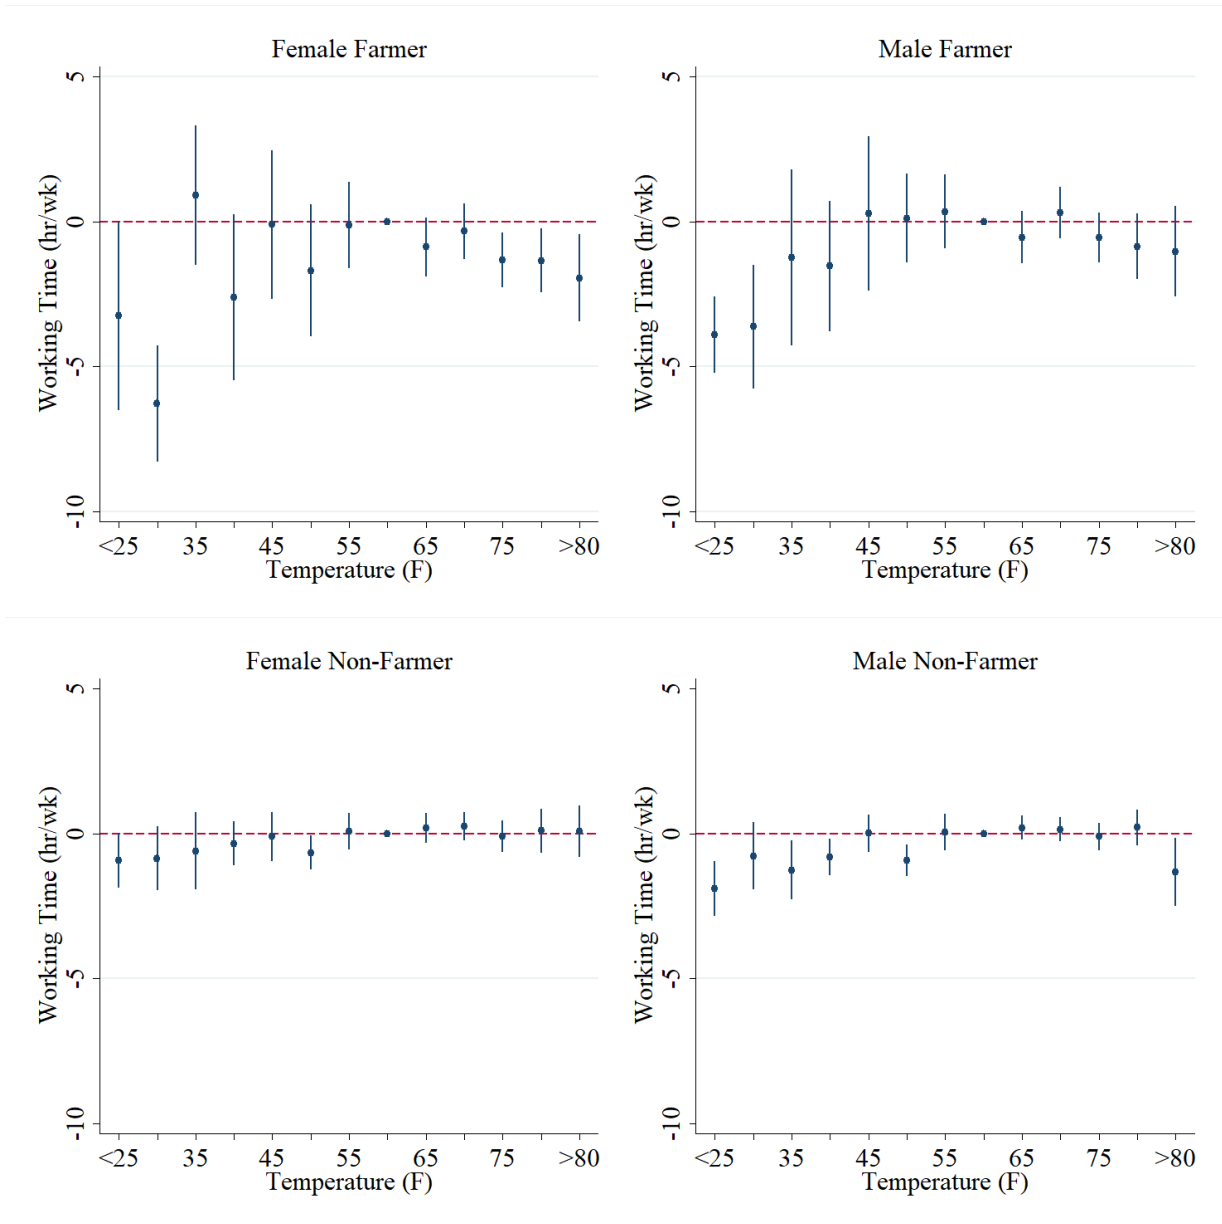 Female Farmer
Working Time (hr/wk)
5
0
-5
-10
<25 35 45 55 65 75 >80
Temperature (F)
Male Farmer
Working Time (hr/wk)
5
0
-5
-10
<25 35 45 55 65 75 >80
Temperature (F)
Female Non-Farmer
Working Time (hr/wk)
5
0
-5
-10
<25 35 45 55 65 75 >80
Temperature (F)
Male Non-Farmer
Working Time (hr/wk)
5
0
-5
-10
<25 35 45 55 65 75 >80
Temperature (F)